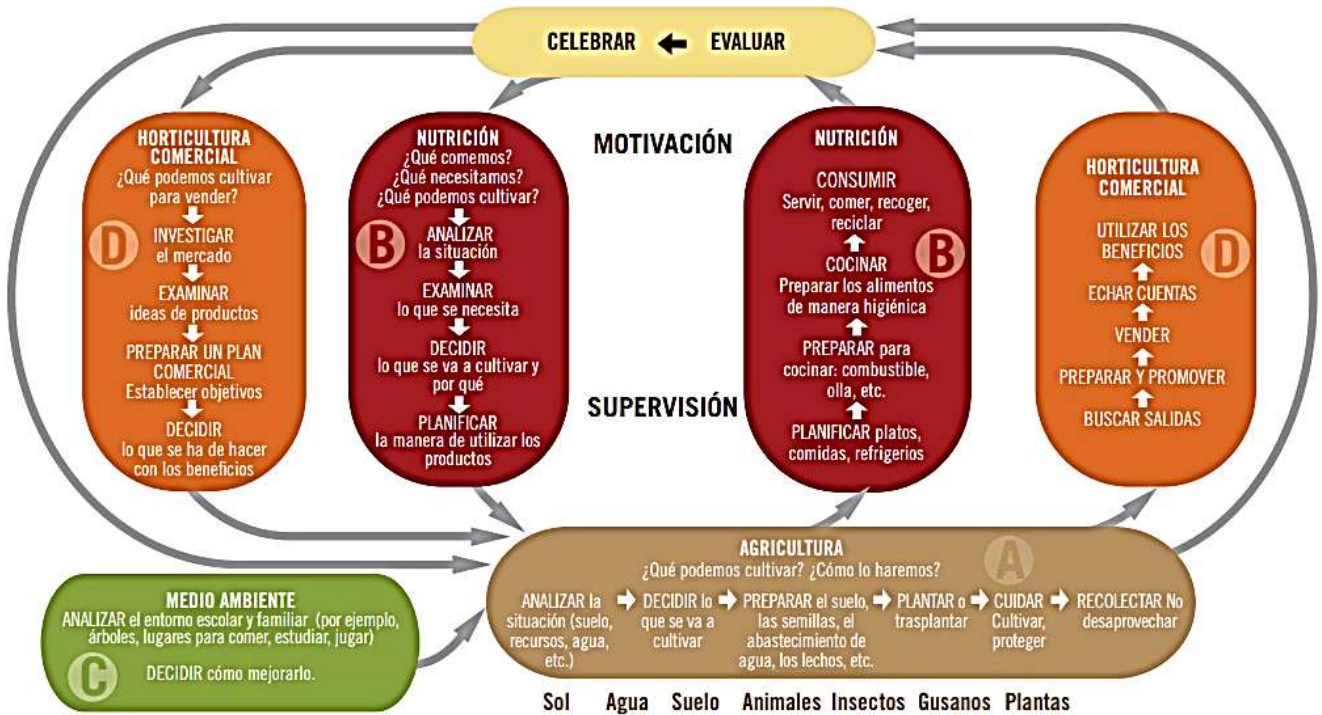 CELEBRAR ← EVALUAR
HORTICULTURA
COMERCIAL
¿Qué podemos cultivar
para vender?
D
INVESTIGAR
el mercado
EXAMINAR
ideas de productos
PREPARAR UN PLAN
COMERCIAL
Establecer objetivos
DECIDIR
lo que se ha de hacer
con los beneficios
NUTRICIÓN
¿Qué comemos?
¿Qué necesitamos?
¿Qué podemos cultivar?
B
ANALIZAR
la situación
EXAMINAR
lo que se necesita
DECIDIR
lo que se va a cultivar y
por qué
PLANIFICAR
la manera de utilizar los
productos
MOTIVACIÓN
SUPERVISIÓN
NUTRICIÓN
CONSUMIR
Servir, comer, recoger,
reciclar
B
COCINAR
Preparar los alimentos
de manera higiénica
PREPARAR para
cocinar: combustible,
olla, etc.
PLANIFICAR platos,
comidas, refrigerios
HORTICULTURA
COMERCIAL
UTILIZAR LOS
BENEFICIOS
D
ECHAR CUENTAS
VENDER
PREPARAR Y PROMOVER
BUSCAR SALIDAS
AGRICULTURA
A
¿Qué podemos cultivar? ¿Cómo lo haremos?
ANALIZAR la
situación (suelo,
recursos, agua,
etc.)
DECIDIR lo
que se va a
cultivar
PREPARAR el suelo,
las semillas, el
abastecimiento de
agua, los lechos, etc.
PLANTAR o
trasplantar
CUIDAR
Cultivar,
proteger
RECOLECTAR No
desaprovechar
MEDIO AMBIENTE
ANALIZAR el entorno escolar y familiar (por ejemplo,
árboles, lugares para comer, estudiar, jugar)
C
DECIDIR cómo mejorarlo.
Sol Agua Suelo Animales Insectos Gusanos Plantas